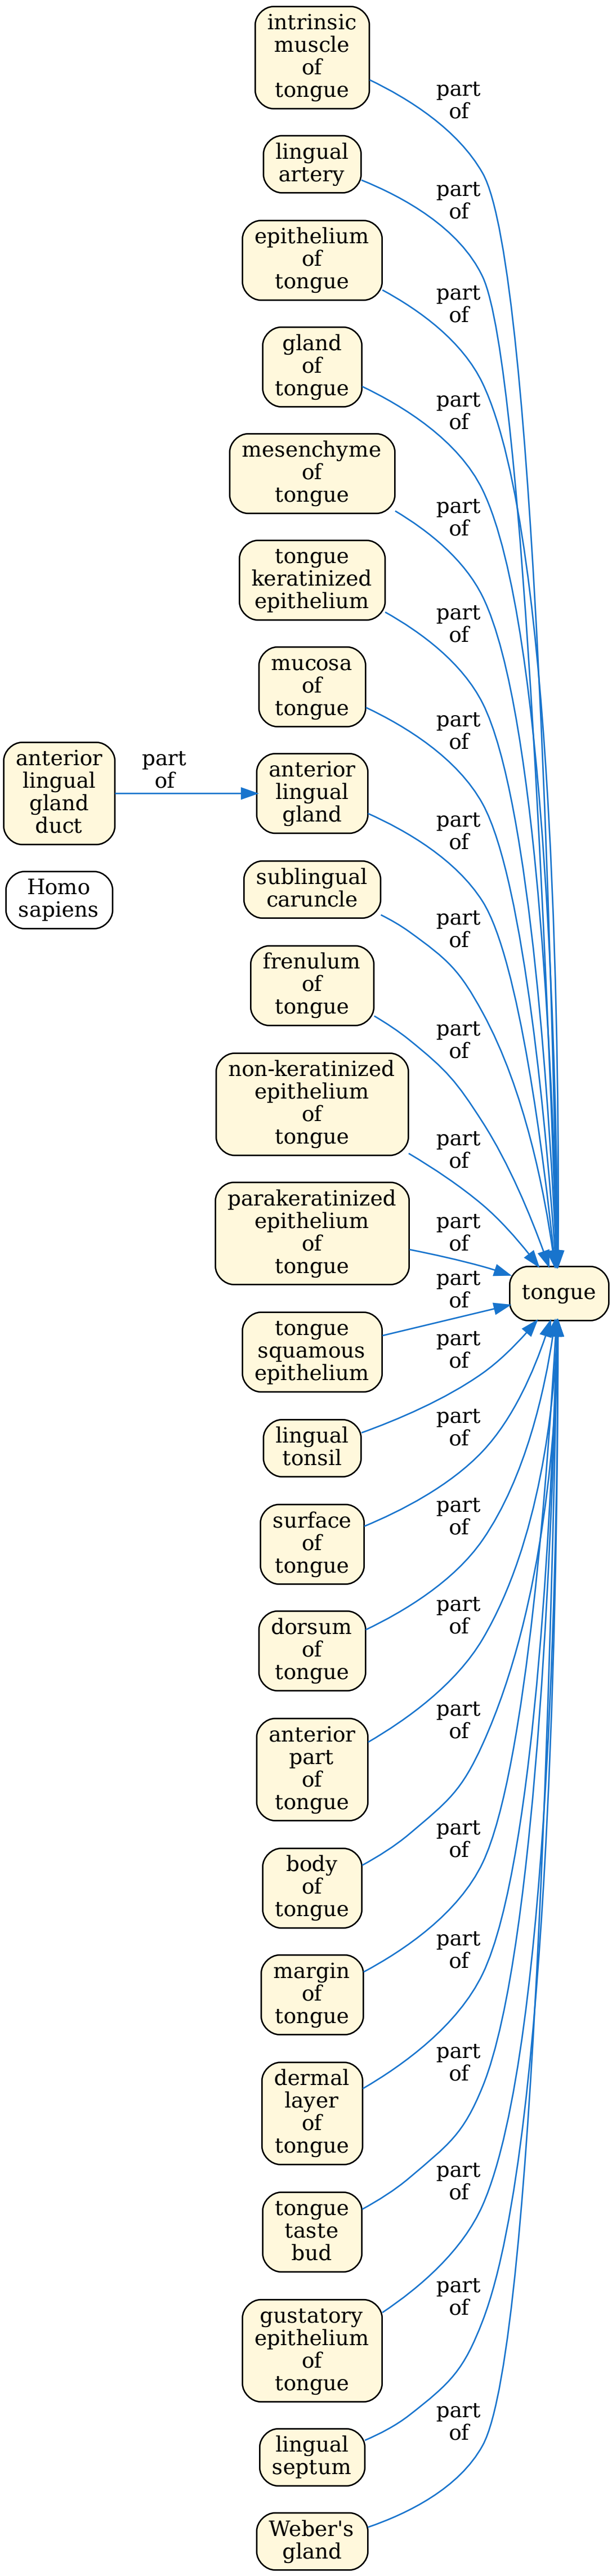 intrinsic
muscle
of
tongue
part
of
lingual
artery
part
of
epithelium
of
tongue
part
of
gland
of
tongue
part
of
mesenchyme
of
tongue
part
of
tongue
keratinized
epithelium
part
of
mucosa
of
tongue
part
of
anterior
lingual
gland
duct
part
of
anterior
lingual
gland
part
of
Homo
sapiens
sublingual
caruncle
part
of
frenulum
of
tongue
part
of
non-keratinized
epithelium
of
tongue
part
of
parakeratinized
epithelium
of
tongue
part
of
tongue
tongue
squamous
epithelium
part
of
lingual
tonsil
part
of
surface
of
tongue
part
of
dorsum
of
tongue
part
of
anterior
part
of
tongue
part
of
body
of
tongue
part
of
margin
of
tongue
part
of
dermal
layer
of
tongue
part
of
tongue
taste
bud
part
of
gustatory
epithelium
of
tongue
part
of
lingual
septum
part
of
Weber's
gland
part
of